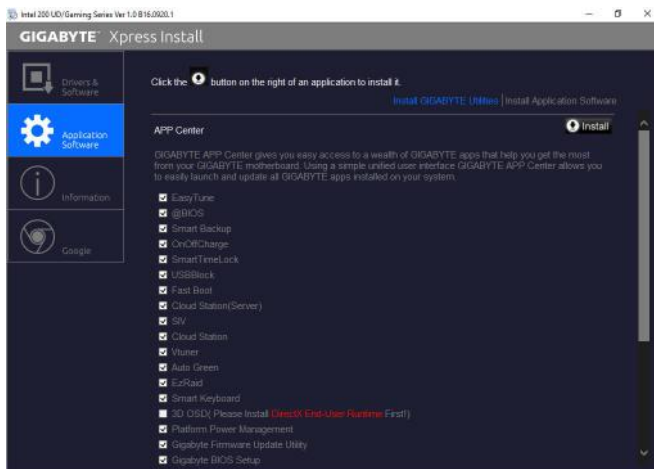 Intel 200 UD/Gaming Series Ver 1.0 B16.0920.1
GIGABYTE™ Xpress Install
Drivers & Software
Application Software
Information
Google
Click the button on the right of an application to install it.
Install GIGABYTE Utilities | Install Application Software
APP Center
Install
GIGABYTE APP Center gives you easy access to a wealth of GIGABYTE apps that help you get the most
from your GIGABYTE motherboard. Using a simple unified user interface GIGABYTE APP Center allows you
to easily launch and update all GIGABYTE apps installed on your system.
EasyTune
@BIOS
Smart Backup
OnOffCharge
SmartTimeLock
USBBlock
Fast Boot
Cloud Station(Server)
SIV
Cloud Station
Vtuner
Auto Green
EzRaid
Smart Keyboard
3D OSD( Please Install DirectX End-User Runtime First!)
Platform Power Management
Gigabyte Firmware Update Utility
Gigabyte BIOS Setup